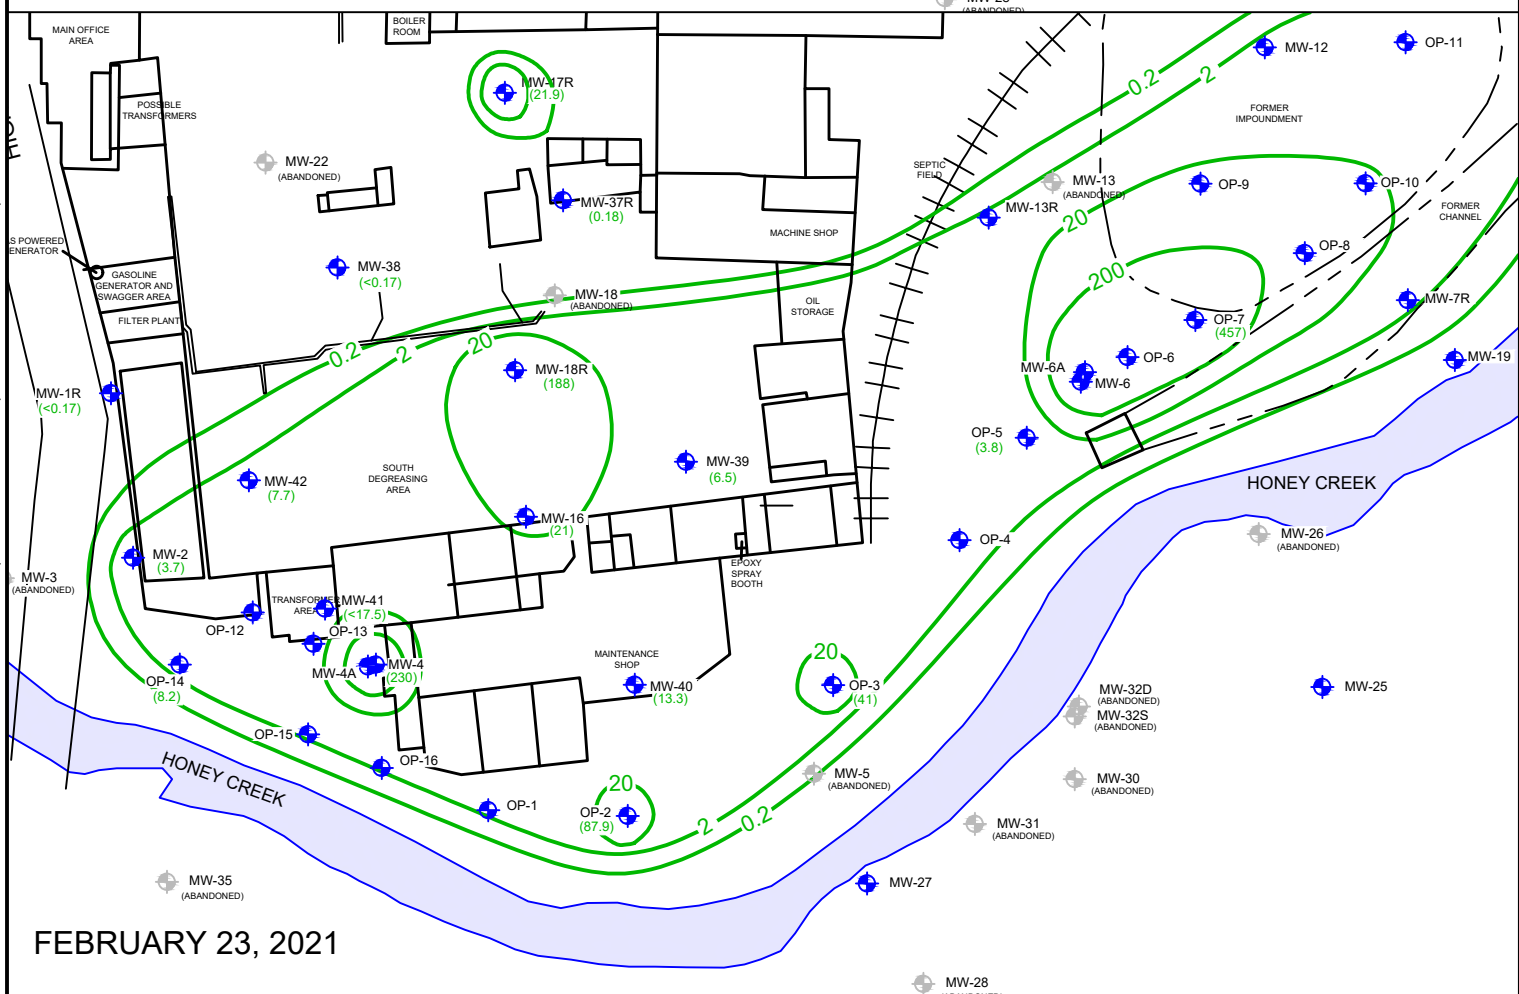 MAIN OFFICE
AREA
BOILER
ROOM
(ABANDONED)
MW-12
OP-11
0.2
2
MW-17R
(21.9)
POSSIBLE
TRANSFORMERS
FORMER
IMPOUNDMENT
MW-22
(ABANDONED)
SEPTIC
FIELD
MW-13
(ABANDONED)
OP-9
OP-10
MW-37R
(0.18)
MW-13R
20
FORMER
CHANNEL
MACHINE SHOP
AS POWERED
GENERATOR
MW-38
(<0.17)
GASOLINE
GENERATOR AND
SWAGGER AREA
OP-8
200
MW-18
(ABANDONED)
OIL
STORAGE
MW-7R
FILTER PLANT
OP-7
(457)
0.2
2
20
MW-18R
(188)
OP-6
MW-6A
MW-6
MW-19
MW-1R
(<0.17)
OP-5
(3.8)
MW-42
(7.7)
SOUTH
DEGREASING
AREA
MW-39
(6.5)
HONEY CREEK
MW-16
(21)
OP-4
MW-26
(ABANDONED)
MW-2
(3.7)
MW-3
(ABANDONED)
EPOXY
SPRAY
BOOTH
TRANSFORMER
AREA
MW-41
(<17.5)
OP-12
OP-13
MW-4A
MW-4
(230)
MAINTENANCE
SHOP
20
OP-14
(8.2)
MW-40
(13.3)
OP-3
(41)
MW-32D
(ABANDONED)
MW-32S
(ABANDONED)
MW-25
OP-15
OP-16
HONEY CREEK
MW-5
(ABANDONED)
MW-30
(ABANDONED)
20
OP-1
OP-2
(87.9)
2
0.2
MW-31
(ABANDONED)
MW-35
(ABANDONED)
MW-27
FEBRUARY 23, 2021
MW-28